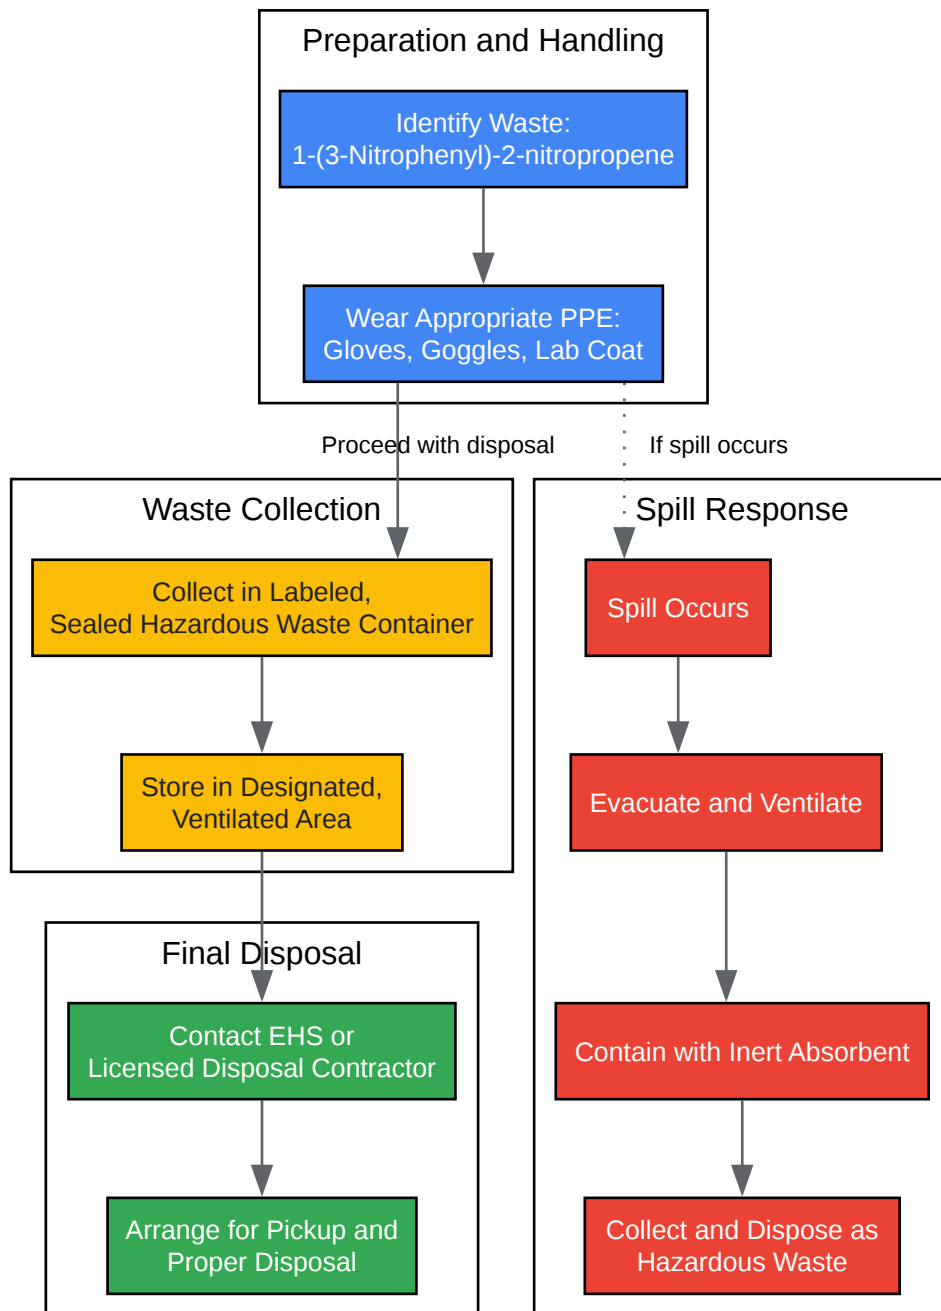 Preparation and Handling
Identify Waste:
1-(3-Nitrophenyl)-2-nitropropene
Wear Appropriate PPE:
Gloves, Goggles, Lab Coat
Proceed with disposal
If spill occurs
Waste Collection
Collect in Labeled,
Sealed Hazardous Waste Container
Store in Designated,
Ventilated Area
Final Disposal
Contact EHS or
Licensed Disposal Contractor
Arrange for Pickup and
Proper Disposal
Spill Response
Spill Occurs
Evacuate and Ventilate
Contain with Inert Absorbent
Collect and Dispose as
Hazardous Waste